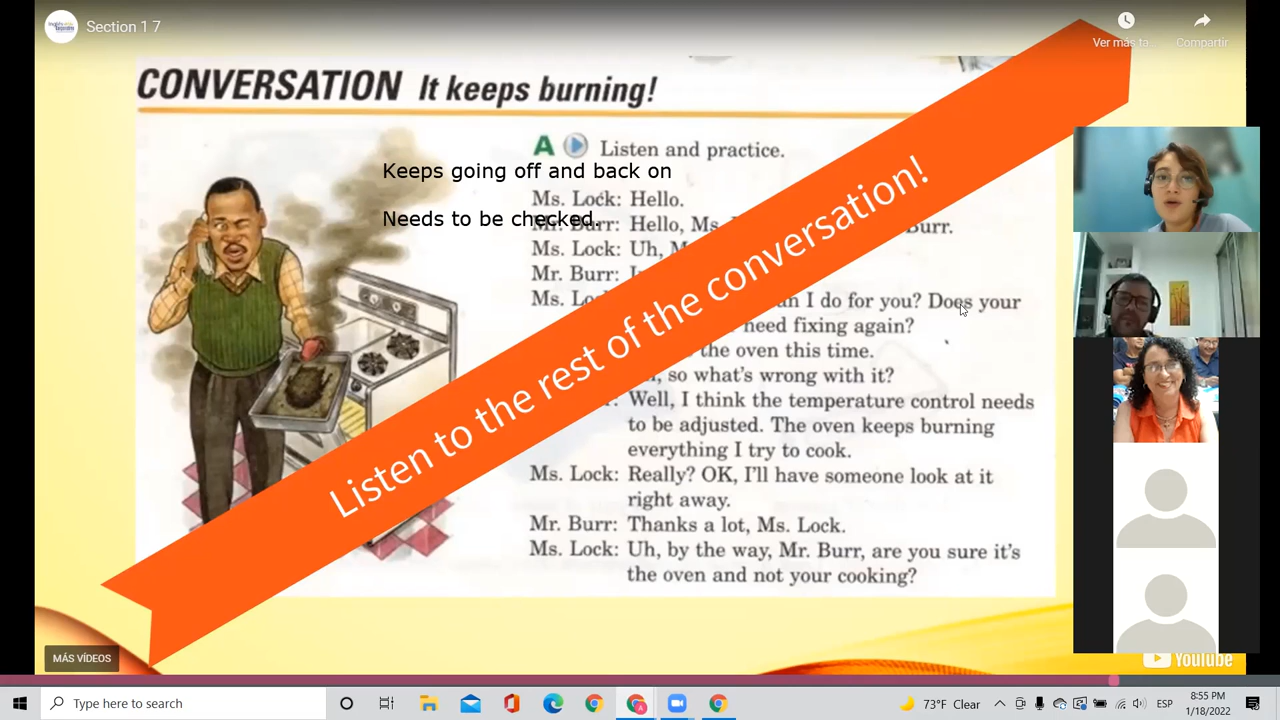 Section 1 7
Ver más ta...
Compartir
CONVERSATION It keeps burning!
A Listen and practice.
Keeps going off and back on
Ms. Lock: Hello.
Needs to be checked.
Mr. Burr: Hello, Ms. Burr.
Ms. Lock: Uh,
Mr. Burr:
Ms. I do for you? Does your
need fixing again?
the oven this time.
so what's wrong with it?
Well, I think the temperature control needs
to be adjusted. The oven keeps burning
everything I try to cook.
Ms. Lock: Really? OK, I'll have someone look at it
right away.
Mr. Burr: Thanks a lot, Ms. Lock.
Ms. Lock: Uh, by the way, Mr. Burr, are you sure it's
the oven and not your cooking?
Listen to the rest of the conversation!
MÁS VÍDEOS
YouTube
Type here to search
73°F Clear
ESP
8:55 PM
1/18/2022